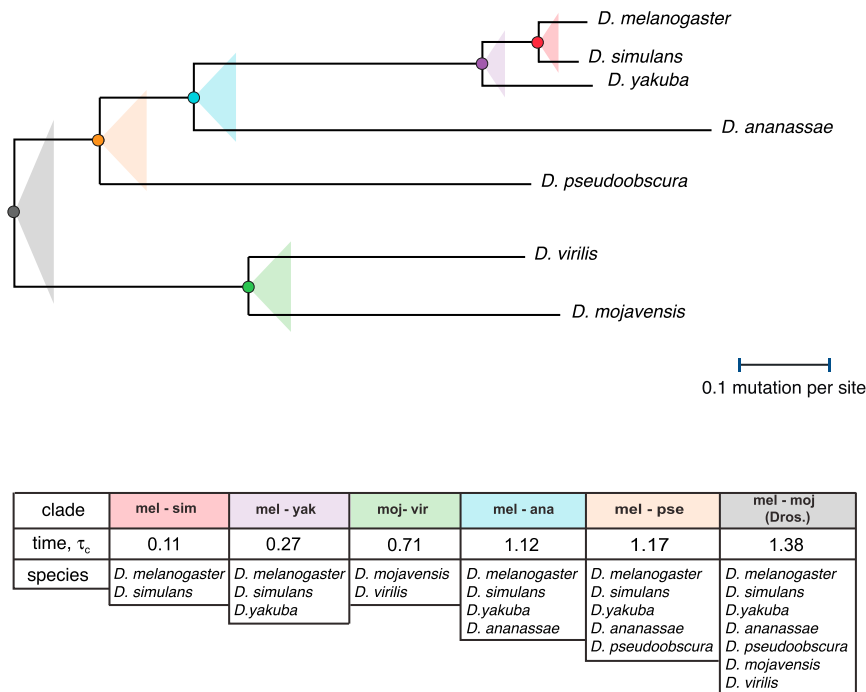 D. melanogaster
D. simulans
D. yakuba
D. ananassae
D. pseudoobscura
D. virilis
D. mojavensis
0.1 mutation per site
clade
mel - sim
mel - yak
moj- vir
mel - ana
mel - pse
mel - moj
(Dros.)
time, τc
0.11
0.27
0.71
1.12
1.17
1.38
species
D. melanogaster
D. simulans
D. melanogaster
D. simulans
D.yakuba
D. mojavensis
D. virilis
D. melanogaster
D. simulans
D.yakuba
D. ananassae
D. melanogaster
D. simulans
D.yakuba
D. ananassae
D. pseudoobscura
D. melanogaster
D. simulans
D.yakuba
D. ananassae
D. pseudoobscura
D. mojavensis
D. virilis